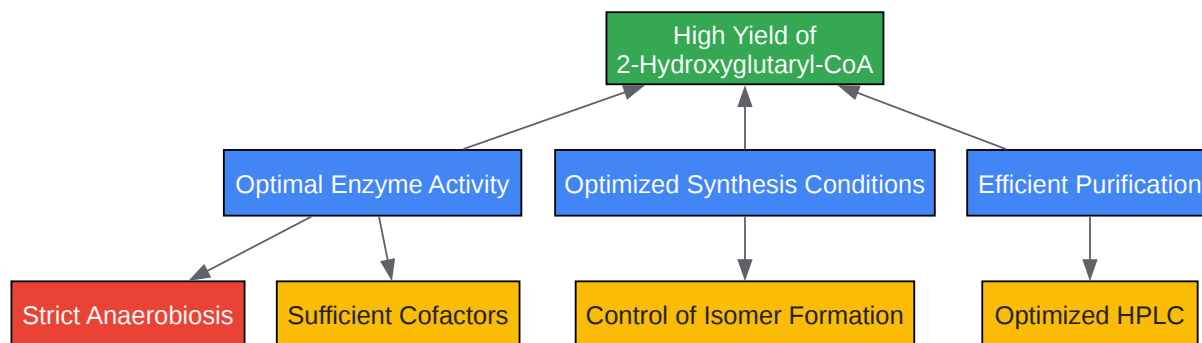 High Yield of
2-Hydroxyglutaryl-CoA
Optimal Enzyme Activity
Optimized Synthesis Conditions
Efficient Purification
Strict Anaerobiosis
Sufficient Cofactors
Control of Isomer Formation
Optimized HPLC